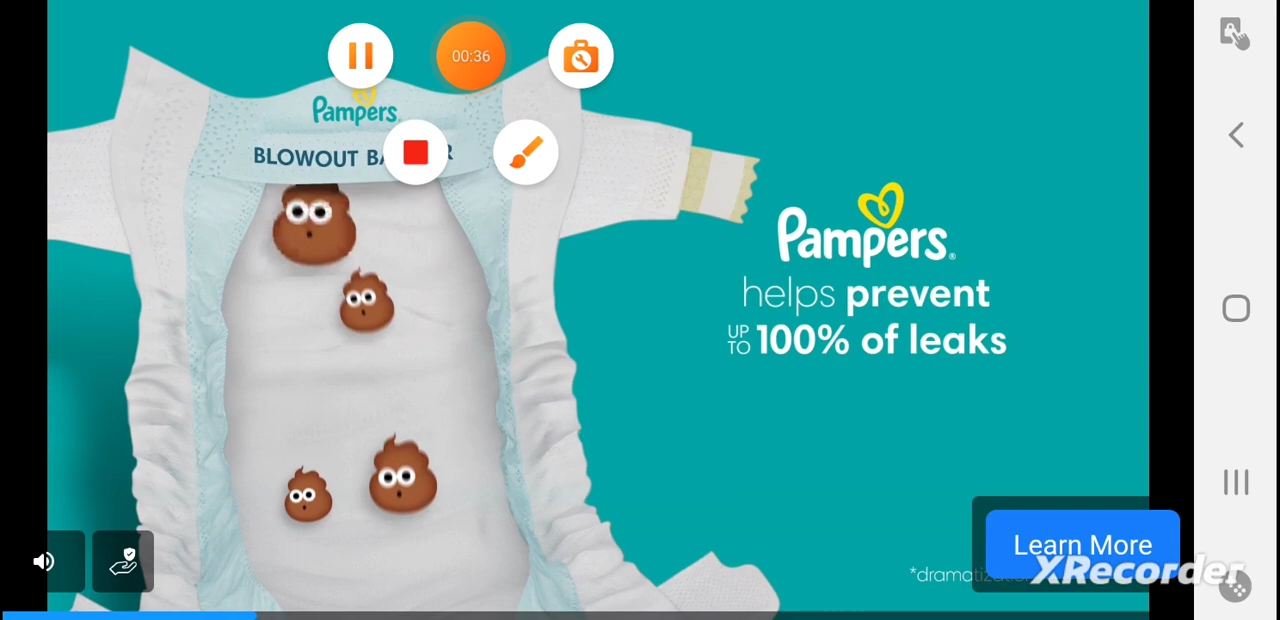 00:36
Pampers
BLOWOUT BA R
Pampers®
helps prevent
UP TO 100% of leaks
Learn More
*dramatiz
XRecorder